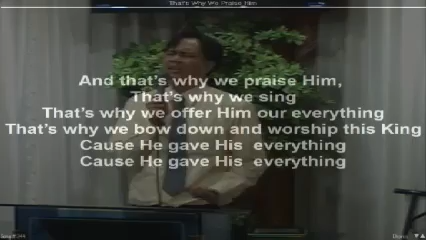 That's Why We Praise Him
And that's why we praise Him,
That's why we sing
That's why we offer Him our everything
That's why we bow down and worship this King
Cause He gave His  everything
Cause He gave His  everything